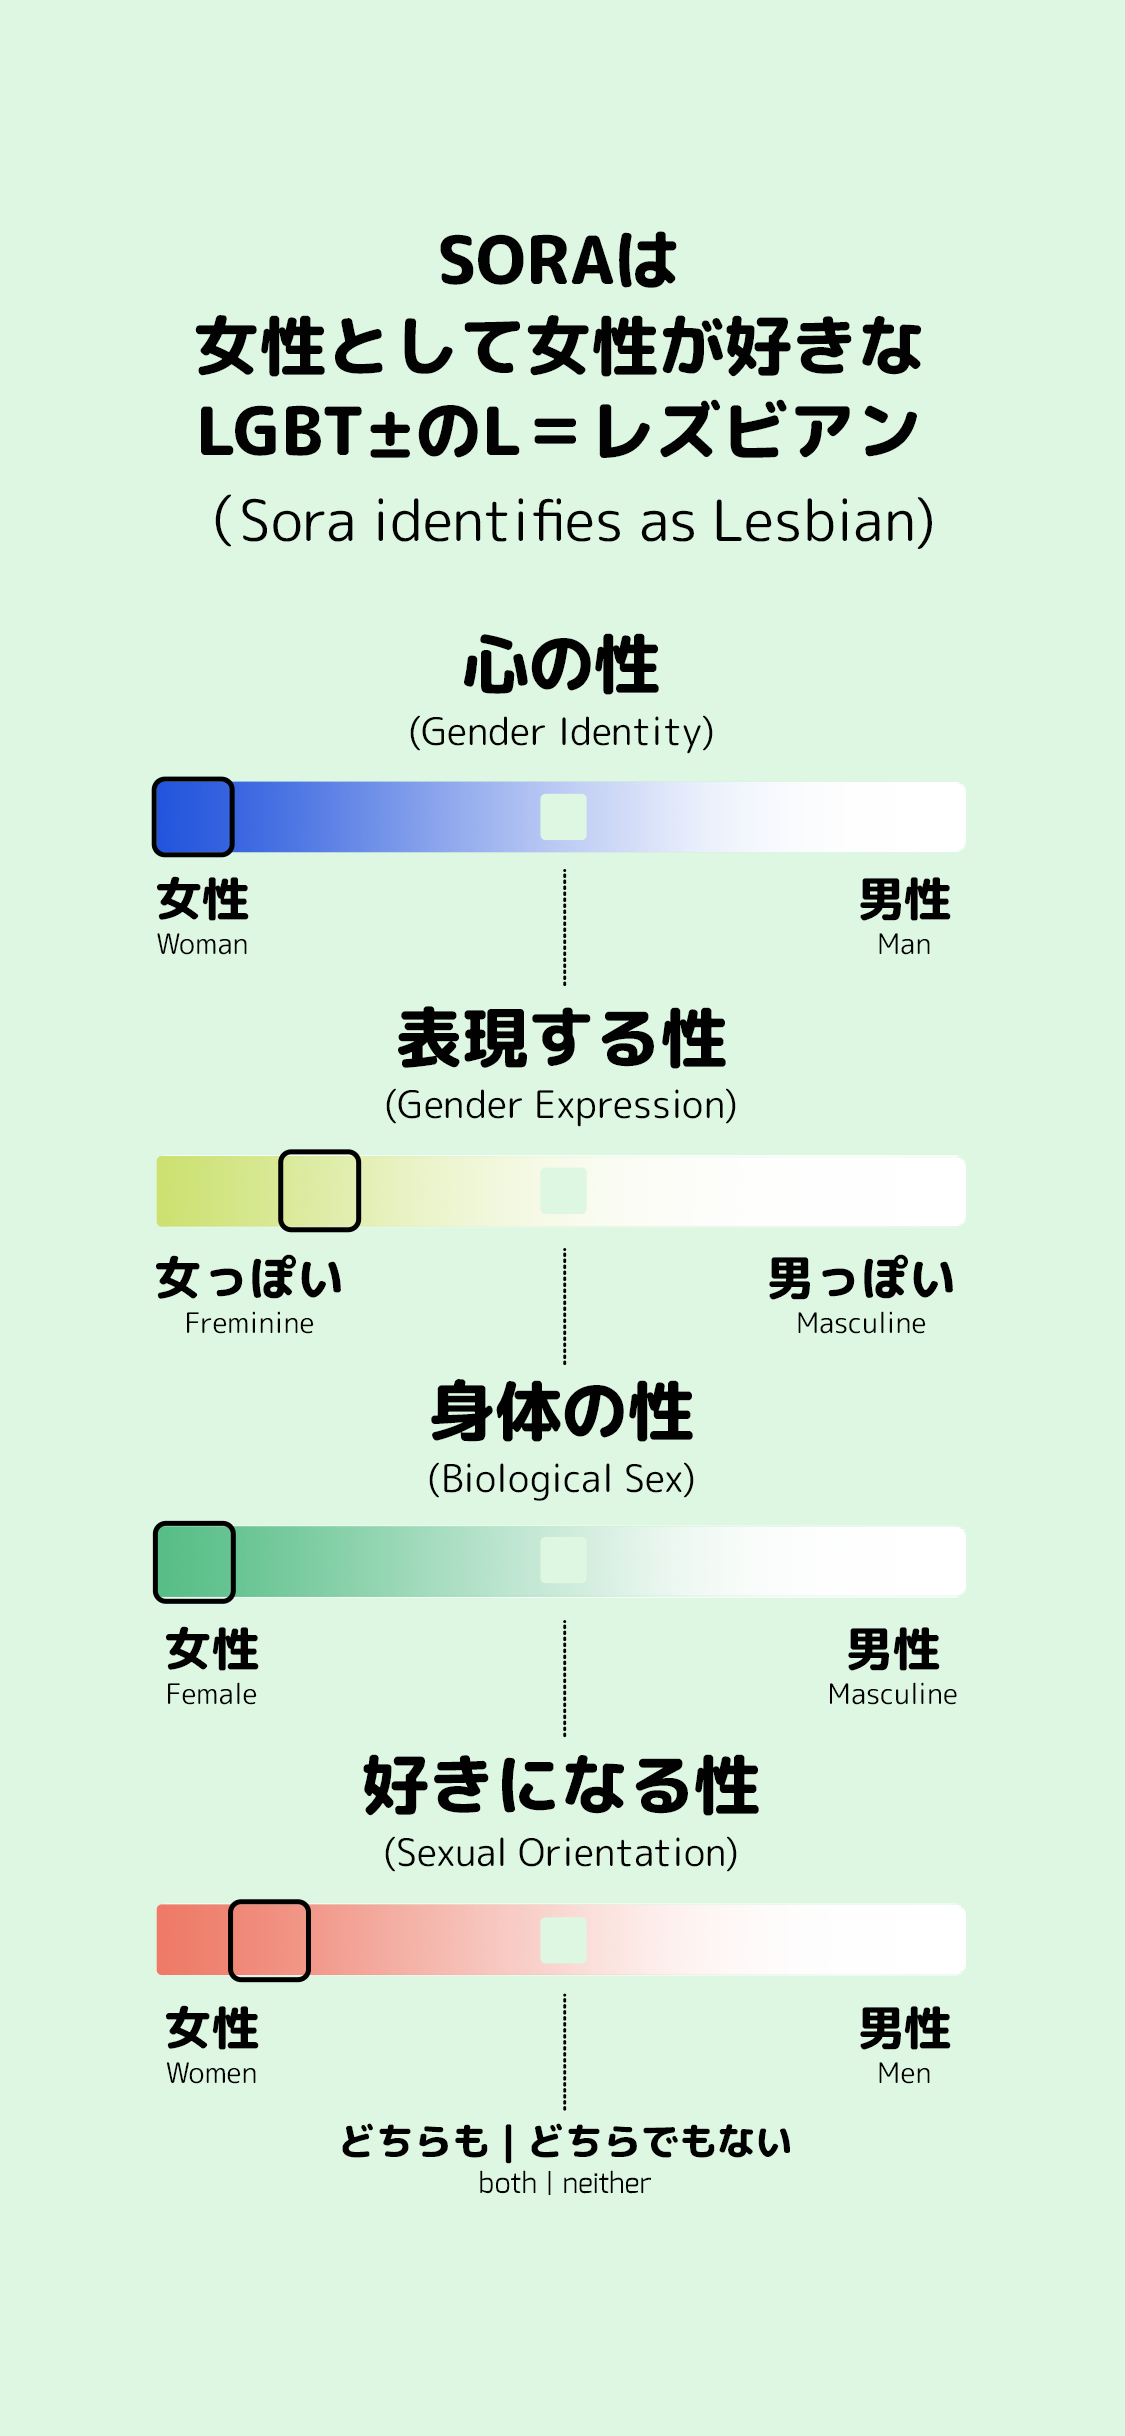 SORAは
女性として女性が好きな
LGBT±のL＝レズビアン
（Sora identifies as Lesbian)
心の性
(Gender Identity)
女性 男性
Woman Man
表現する性
(Gender Expression)
女っぽい 男っぽい
Freminine Masculine
身体の性
(Biological Sex)
女性 男性
Female Masculine
好きになる性
(Sexual Orientation)
女性 男性
Women Men
どちらも | どちらでもない
both | neither